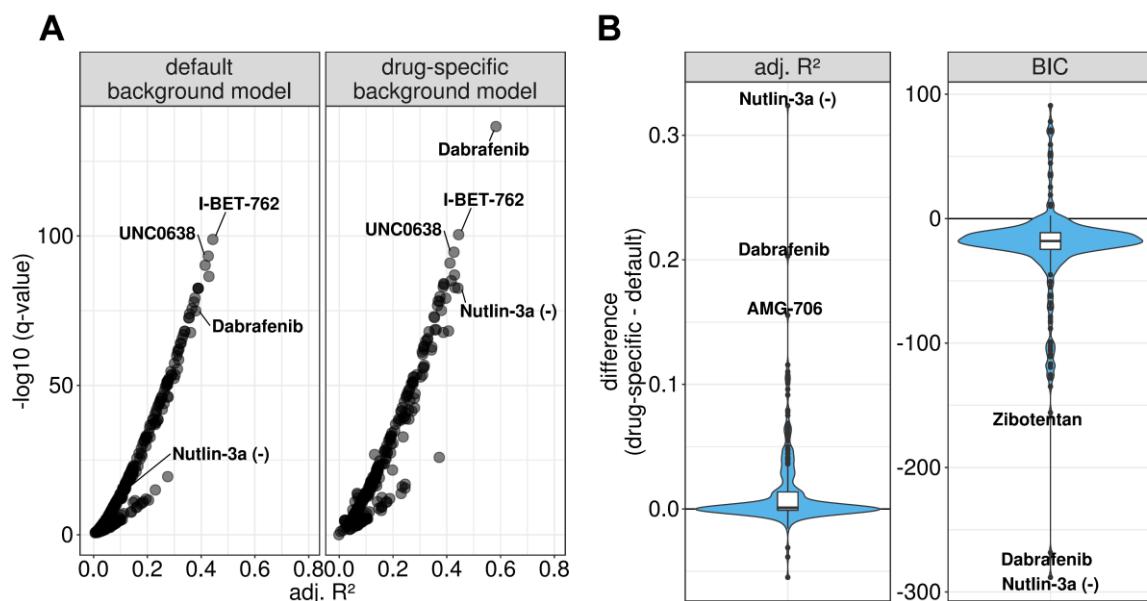 A
default
background model
drug-specific
background model
-log10 (q-value)
100
50
0
I-BET-762
UNC0638
Dabrafenib
Nutlin-3a (-)
Dabrafenib
I-BET-762
UNC0638
Nutlin-3a (-)
0.0 0.2 0.4 0.6 0.8
0.0 0.2 0.4 0.6 0.8
adj. R²
B
adj. R²
BIC
difference
(drug-specific - default)
0.3
0.2
0.1
0.0
Nutlin-3a (-)
Dabrafenib
AMG-706
100
0
-100
-200
-300
Zibotentan
Dabrafenib
Nutlin-3a (-)